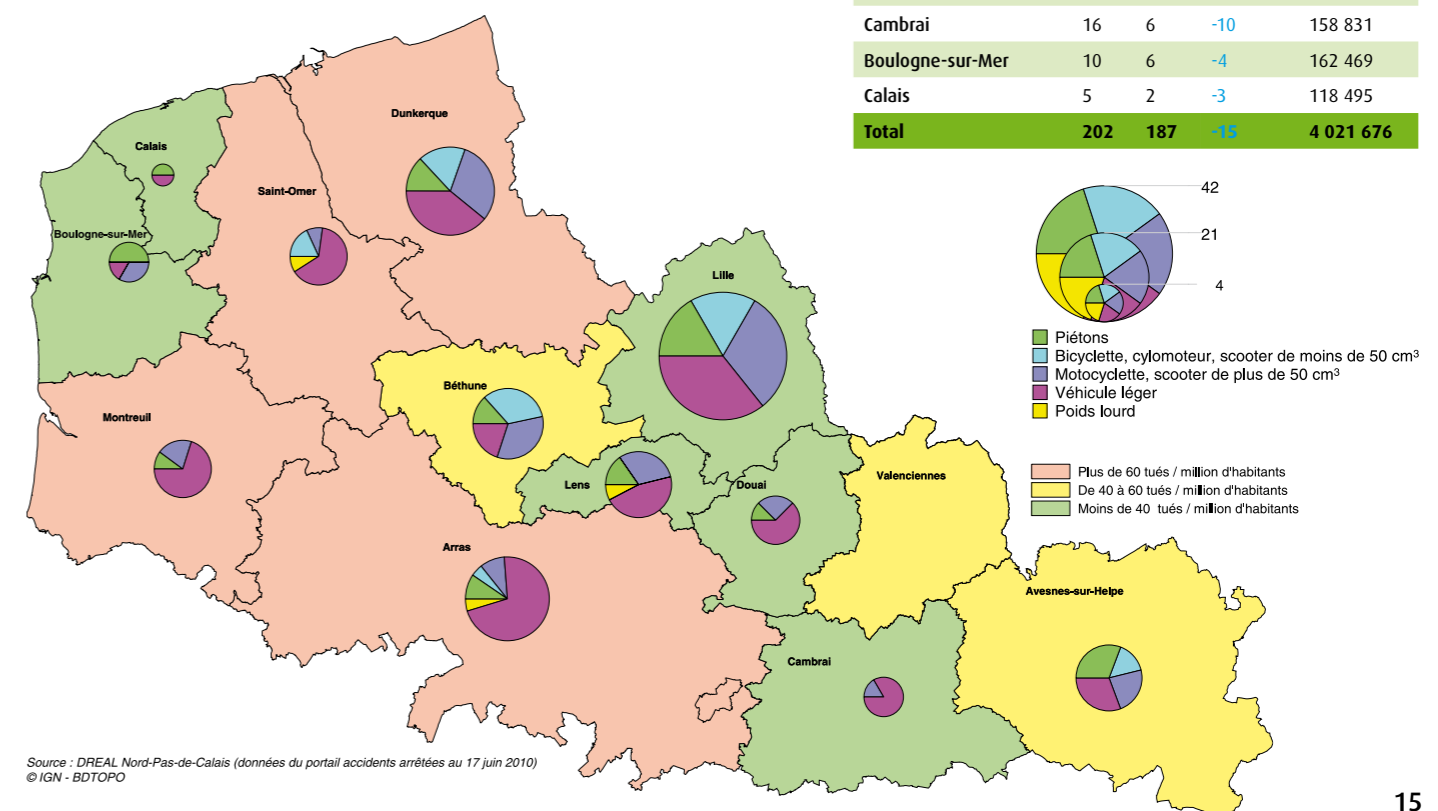 Cambrai 16 6 -10 158 831
Boulogne-sur-Mer 10 6 -4 162 469
Calais 5 2 -3 118 495
Total 202 187 -15 4 021 676
Dunkerque
Calais
Saint-Omer
Boulogne-sur-Mer
Lille
Béthune
Montreuil
Lens
Douai
Valenciennes
Arras
Avesnes-sur-Helpe
Cambrai
42
21
4
Piétons
Bicyclette, cylomoteur, scooter de moins de 50 cm³
Motocyclette, scooter de plus de 50 cm³
Véhicule léger
Poids lourd
Plus de 60 tués / million d'habitants
De 40 à 60 tués / million d'habitants
Moins de 40 tués / million d'habitants
Source : DREAL Nord-Pas-de-Calais (données du portail accidents arrêtées au 17 juin 2010)
© IGN - BDTOPO
15